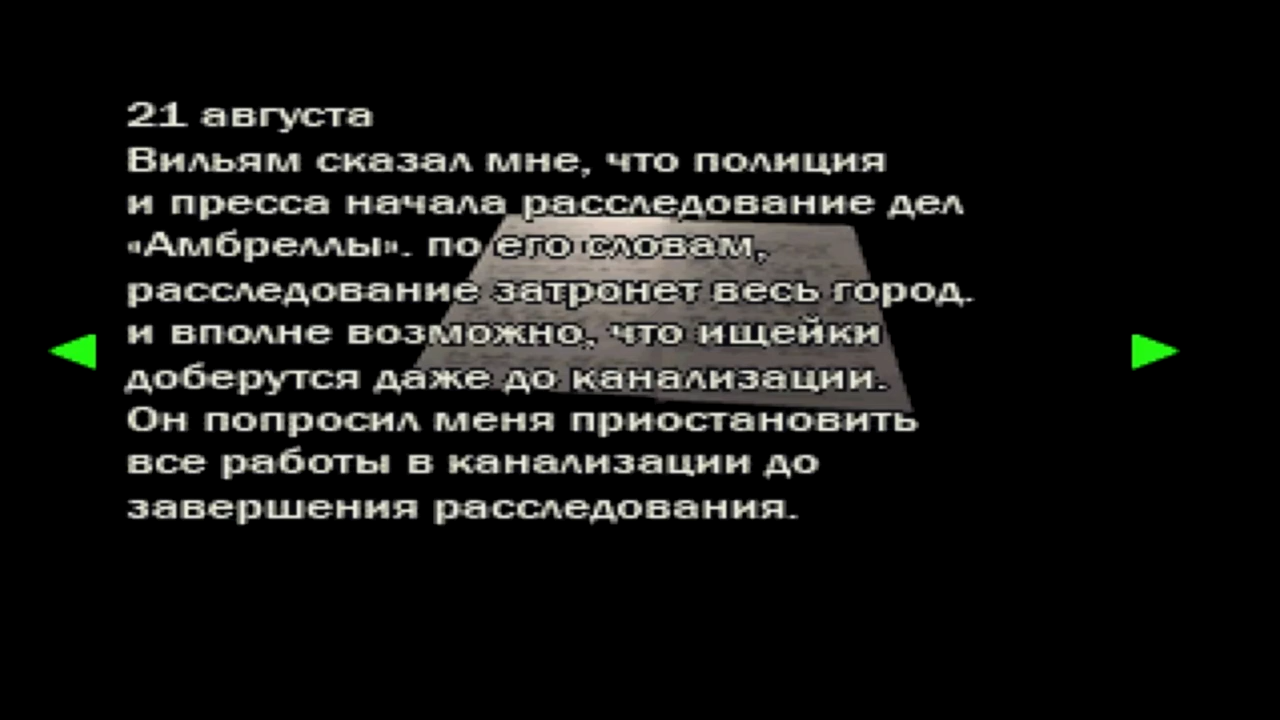 21 августа
Вильям сказал мне, что полиция
и пресса начала расследование дел
«Амбреллы». по его словам,
расследование затронет весь город.
и вполне возможно, что ищейки
доберутся даже до канализации.
Он попросил меня приостановить
все работы в канализации до
завершения расследования.